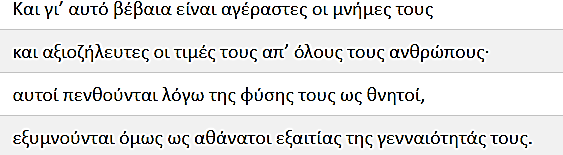 Και γι’ αυτό βέβαια είναι αγέραστες οι μνήμες τους
και αξιοζήλευτες οι τιμές τους απ’ όλους τους ανθρώπους·
αυτοί πενθούνται λόγω της φύσης τους ως θνητοί,
εξυμνούνται όμως ως αθάνατοι εξαιτίας της γενναιότητάς τους.